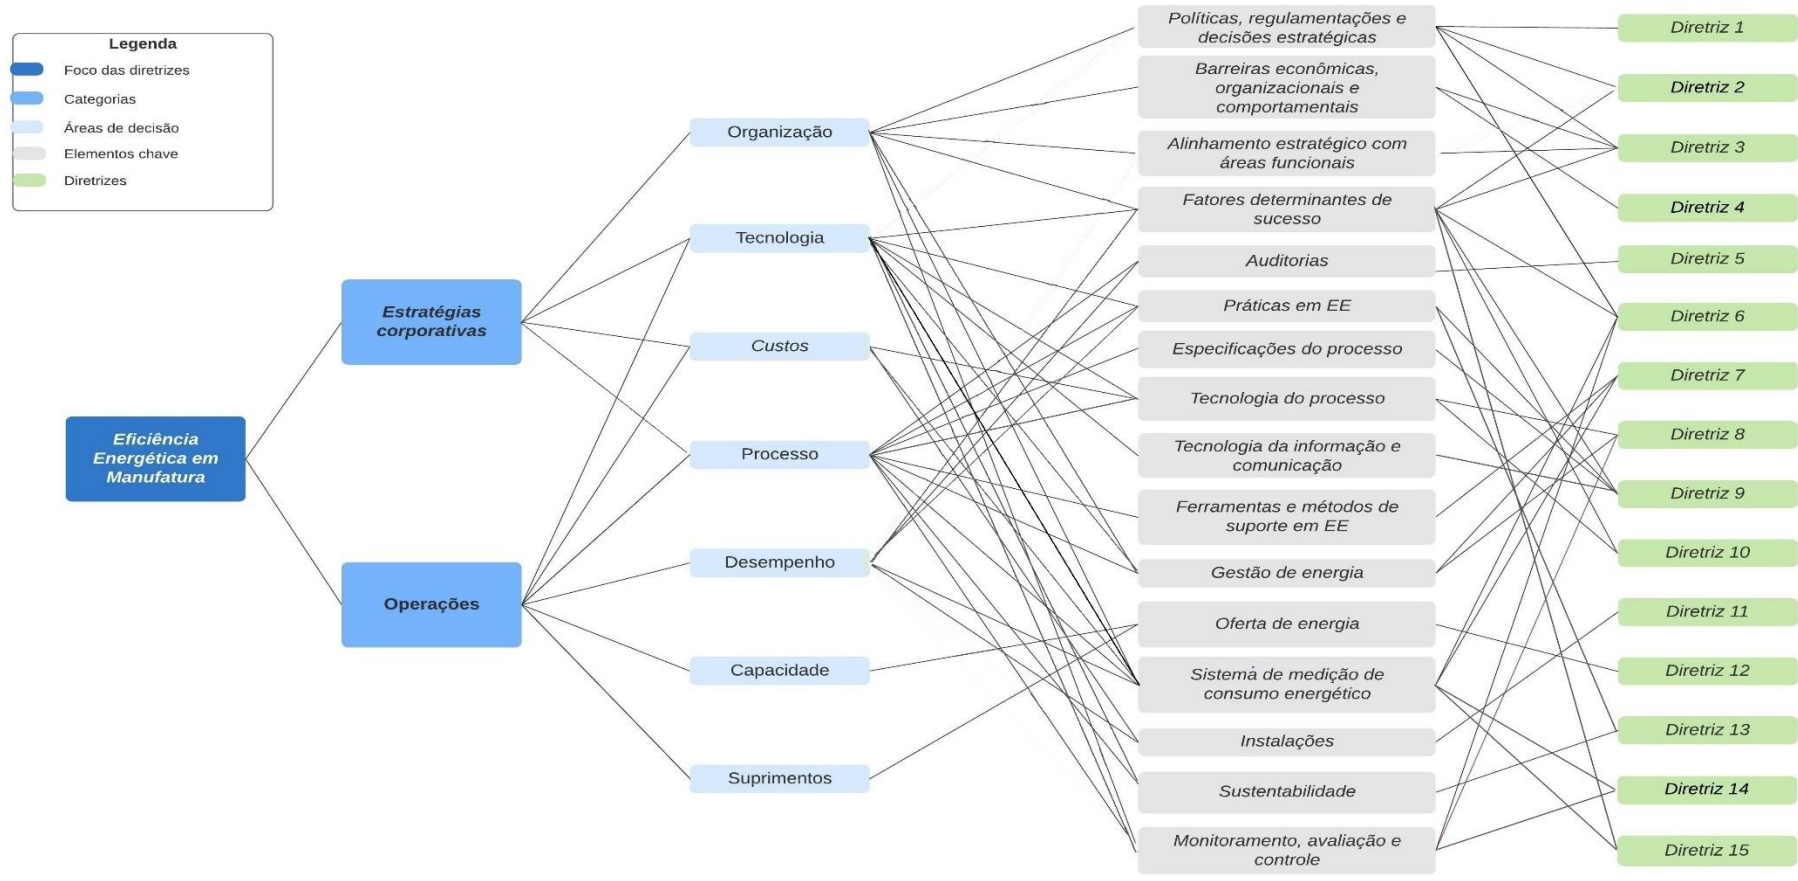 Legenda
Foco das diretrizes
Categorias
Áreas de decisão
Elementos chave
Diretrizes
Eficiência
Energética em
Manufatura
Estratégias
corporativas
Operações
Organização
Tecnologia
Custos
Processo
Desempenho
Capacidade
Suprimentos
Políticas, regulamentações e
decisões estratégicas
Barreiras econômicas,
organizacionais e
comportamentais
Alinhamento estratégico com
áreas funcionais
Fatores determinantes de
sucesso
Auditorias
Práticas em EE
Especificações do processo
Tecnologia do processo
Tecnologia da informação e
comunicação
Ferramentas e métodos de
suporte em EE
Gestão de energia
Oferta de energia
Sistema de medição de
consumo energético
Instalações
Sustentabilidade
Monitoramento, avaliação e
controle
Diretriz 1
Diretriz 2
Diretriz 3
Diretriz 4
Diretriz 5
Diretriz 6
Diretriz 7
Diretriz 8
Diretriz 9
Diretriz 10
Diretriz 11
Diretriz 12
Diretriz 13
Diretriz 14
Diretriz 15